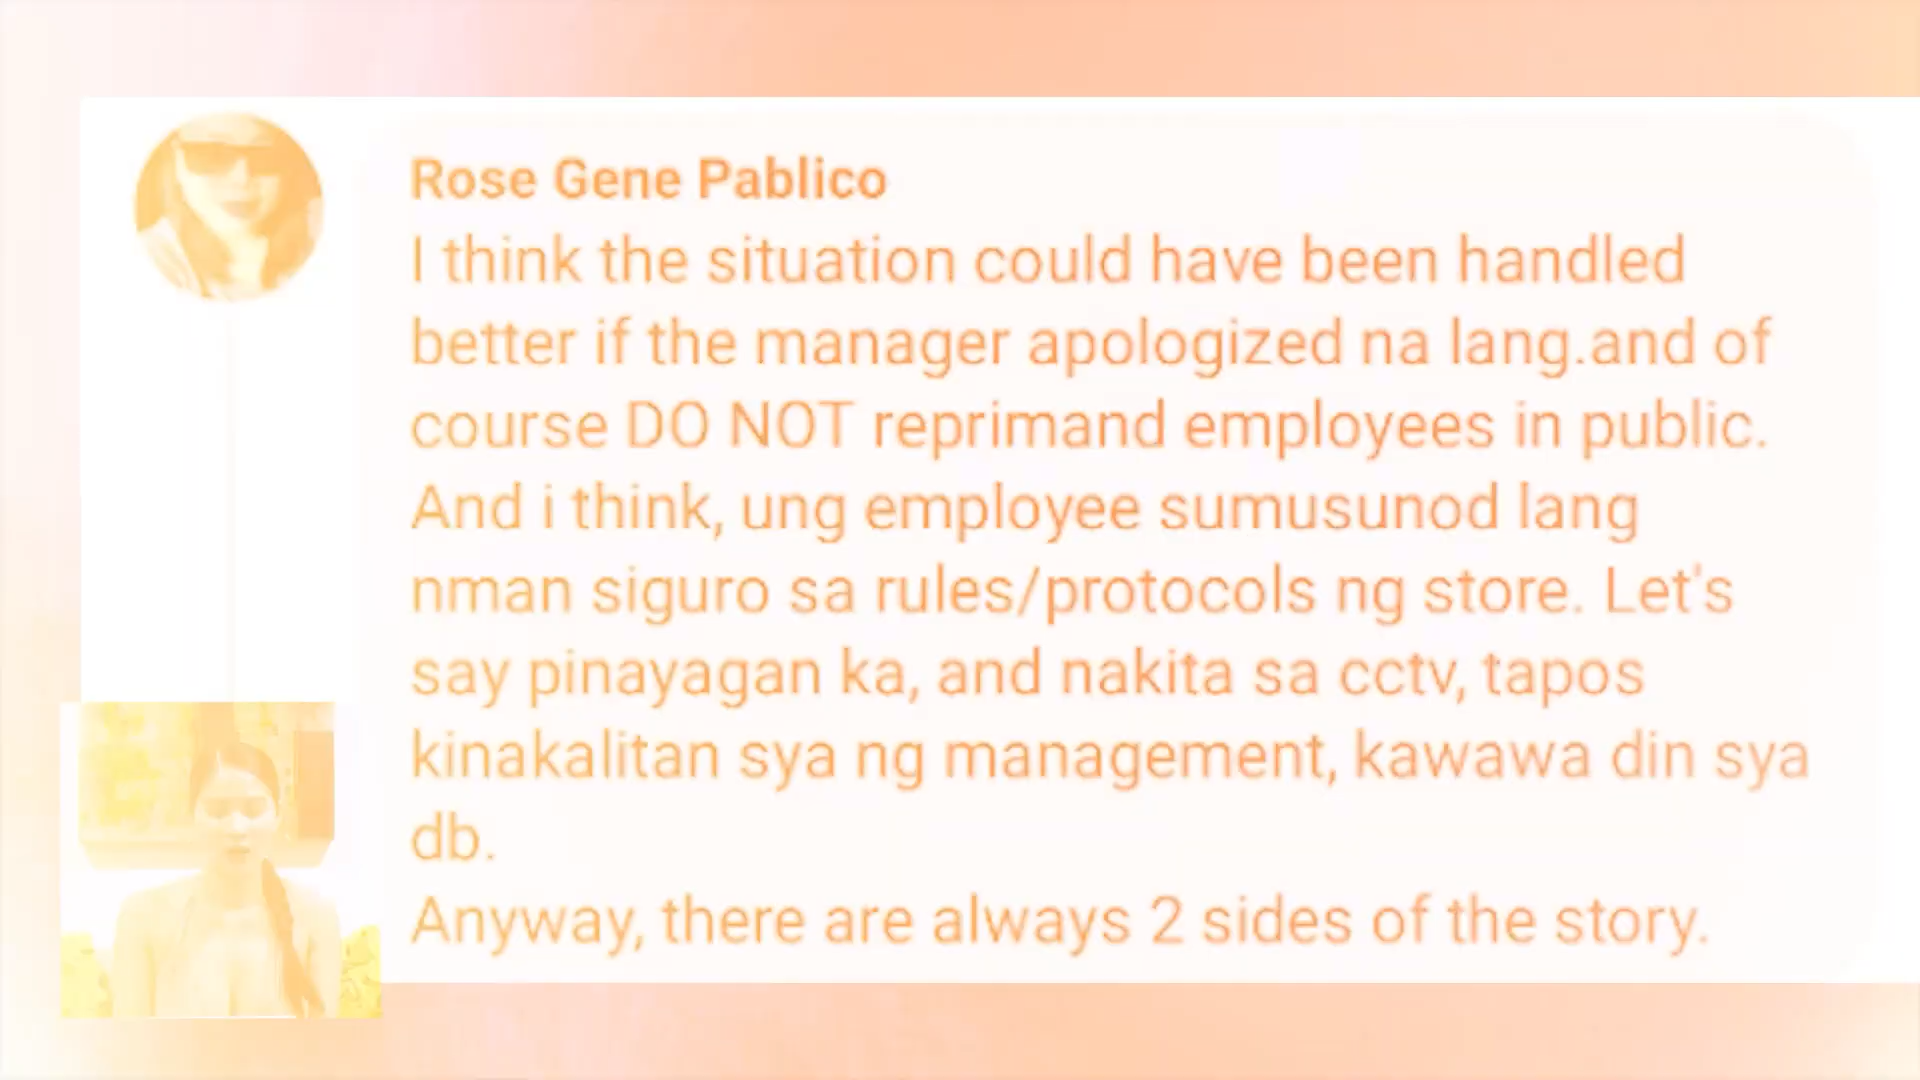 Rose Gene Pablico
I think the situation could have been handled
better if the manager apologized na lang.and of
course DO NOT reprimand employees in public.
And i think, ung employee sumusunod lang
nman siguro sa rules/protocols ng store. Let's
say pinayagan ka, and nakita sa cctv, tapos
kinakalitan sya ng management, kawawa din sya
db.
Anyway, there are always 2 sides of the story.